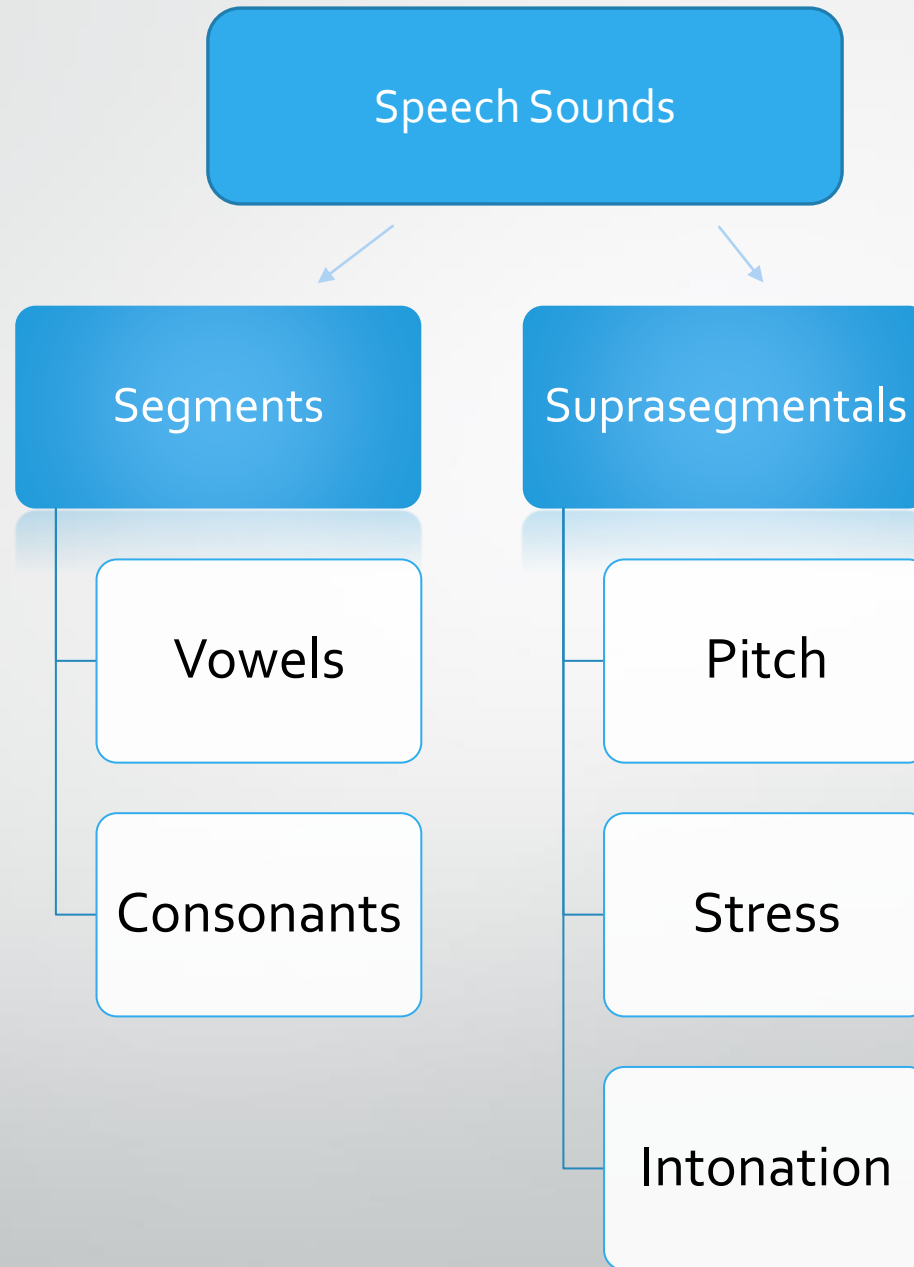 Speech Sounds
Segments
Vowels
Consonants
Suprasegmentals
Pitch
Stress
Intonation